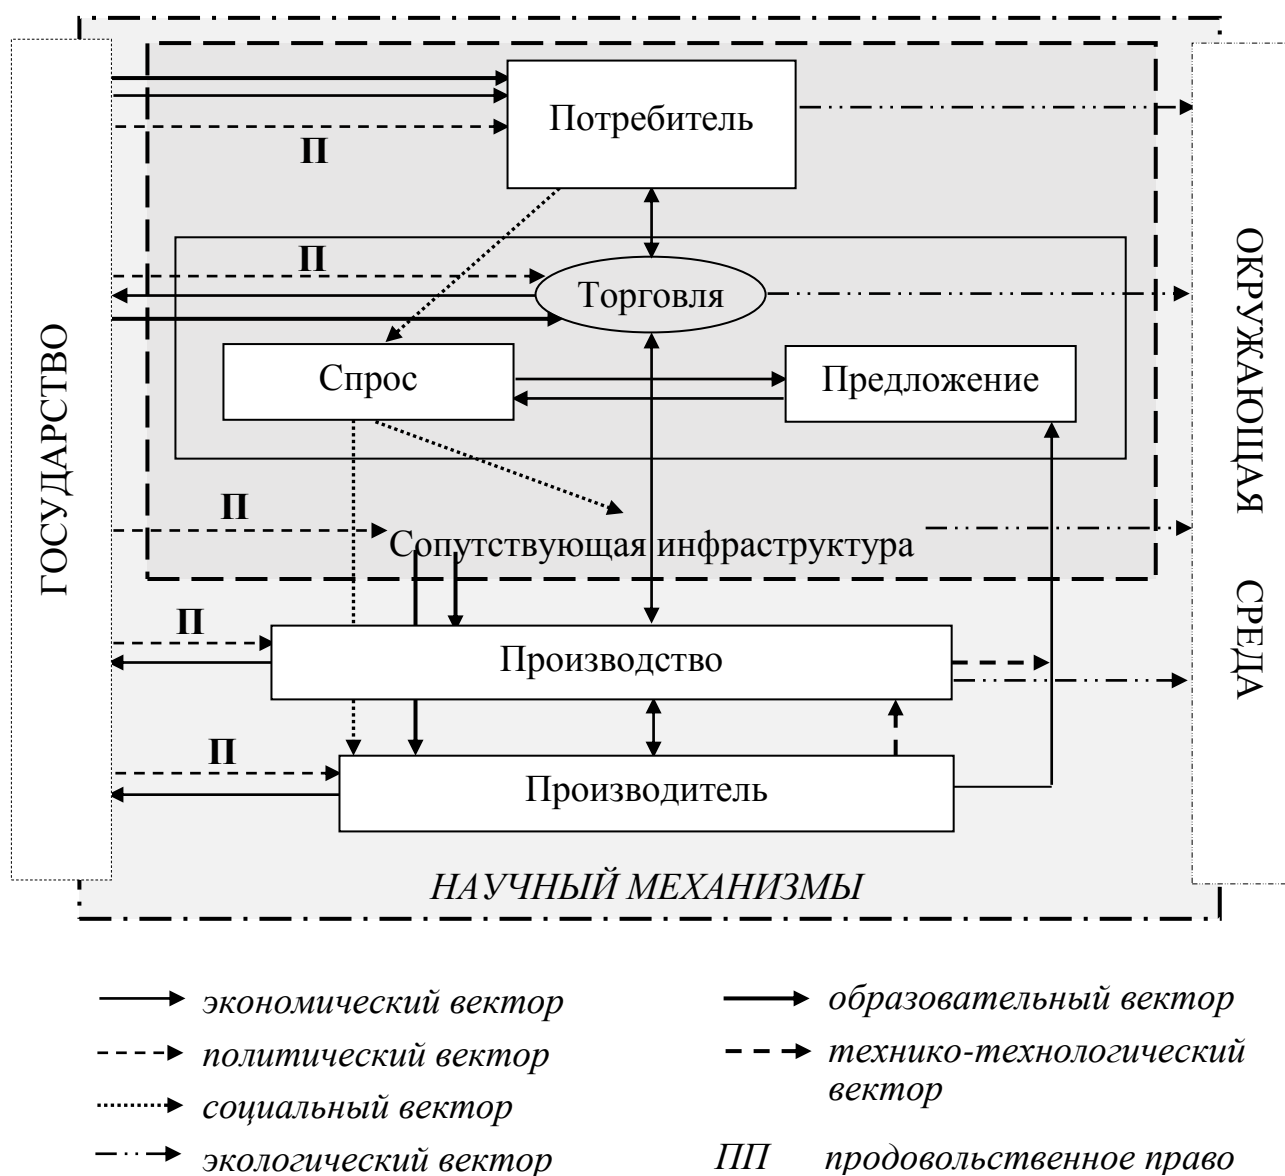 Потребитель
П
П
Торговля
Спрос
Предложение
П
Сопутствующая инфраструктура
П
Производство
П
Производитель
НАУЧНЫЙ МЕХАНИЗМЫ
ГОСУДАРСТВО
ОКРУЖАЮЩАЯ СРЕДА
экономический вектор
политический вектор
социальный вектор
экологический вектор
образовательный вектор
технико-технологический
вектор
ПП продовольственное право